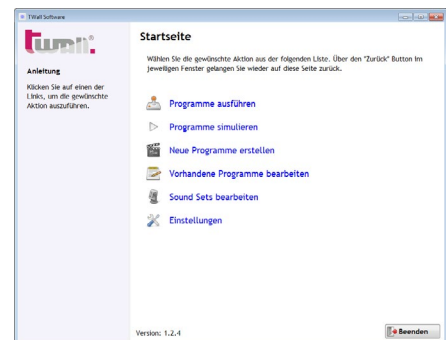 TWall Software
twall®
Anleitung
Klicken Sie auf einen der
Links, um die gewünschte
Aktion auszuführen.
Startseite
Wählen Sie die gewünschte Aktion aus der folgenden Liste. Über den "Zurück" Button im
jeweiligen Fenster gelangen Sie wieder auf diese Seite zurück.
Programme ausführen
Programme simulieren
Neue Programme erstellen
Vorhandene Programme bearbeiten
Sound Sets bearbeiten
Einstellungen
Version: 1.2.4
Beenden